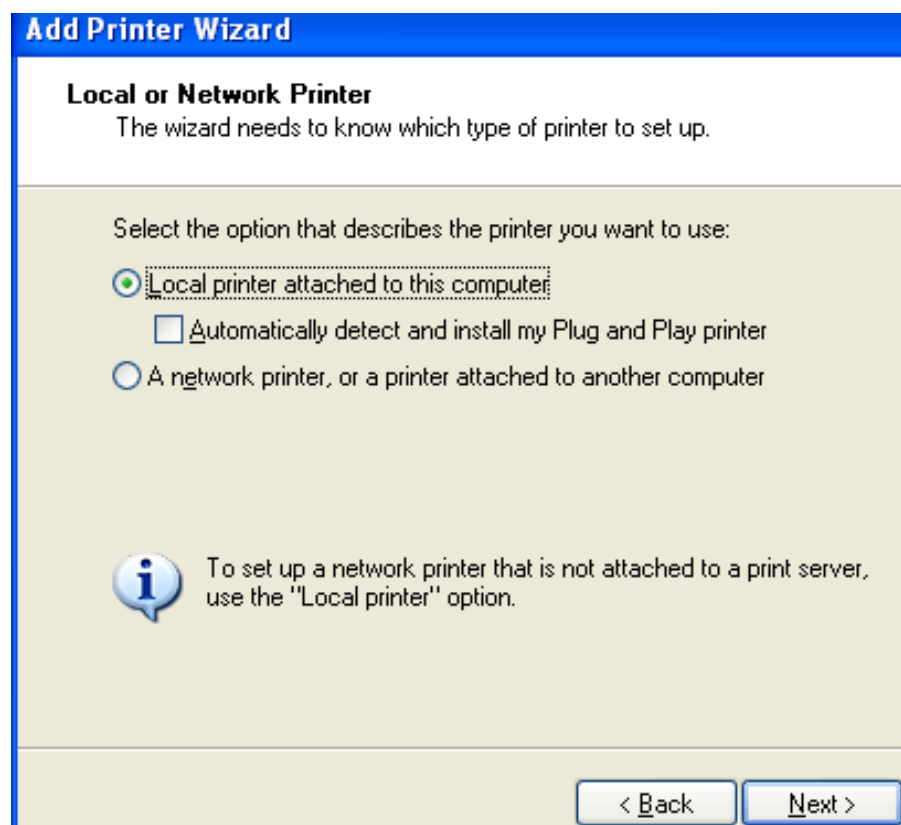 Add Printer Wizard
Local or Network Printer
The wizard needs to know which type of printer to set up.
Select the option that describes the printer you want to use:
Local printer attached to this computer
Automatically detect and install my Plug and Play printer
A network printer, or a printer attached to another computer
To set up a network printer that is not attached to a print server,
use the "Local printer" option.
< Back Next >